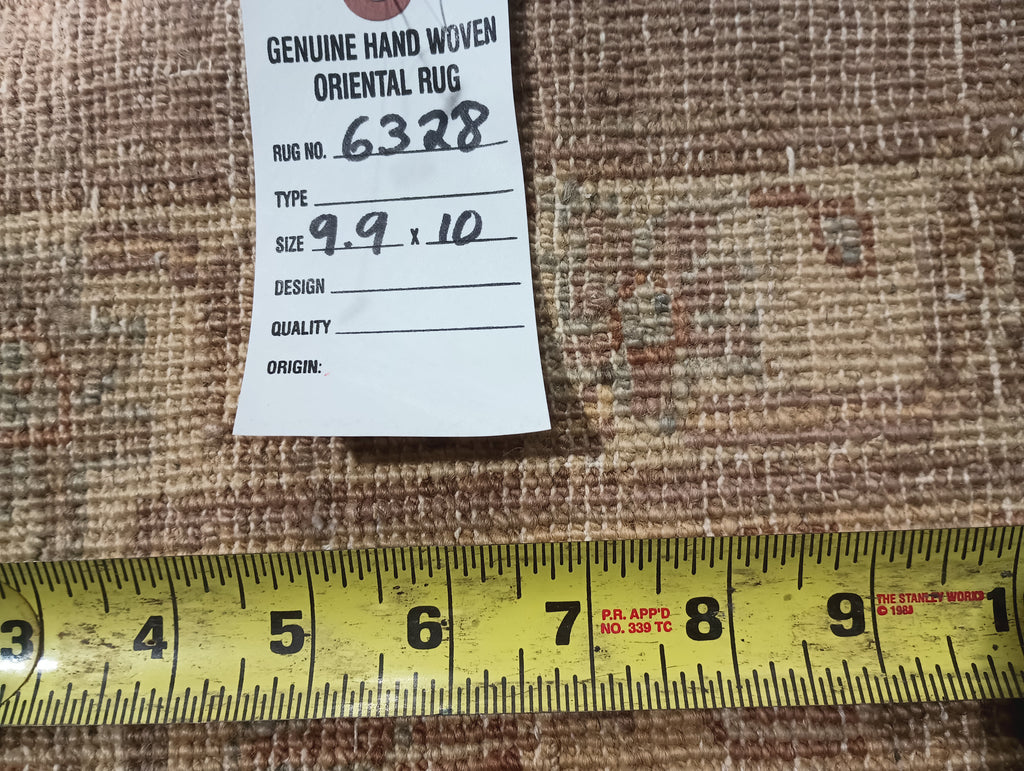 GENUINE HAND WOVEN
ORIENTAL RUG
RUG NO. 6328
TYPE
SIZE 9.9 x 10
DESIGN
QUALITY
ORIGIN:
3 4 5 6 7 P.R. APP'D 8 9 THE STANLEY WORKS 1
NO. 339 TC © 1988